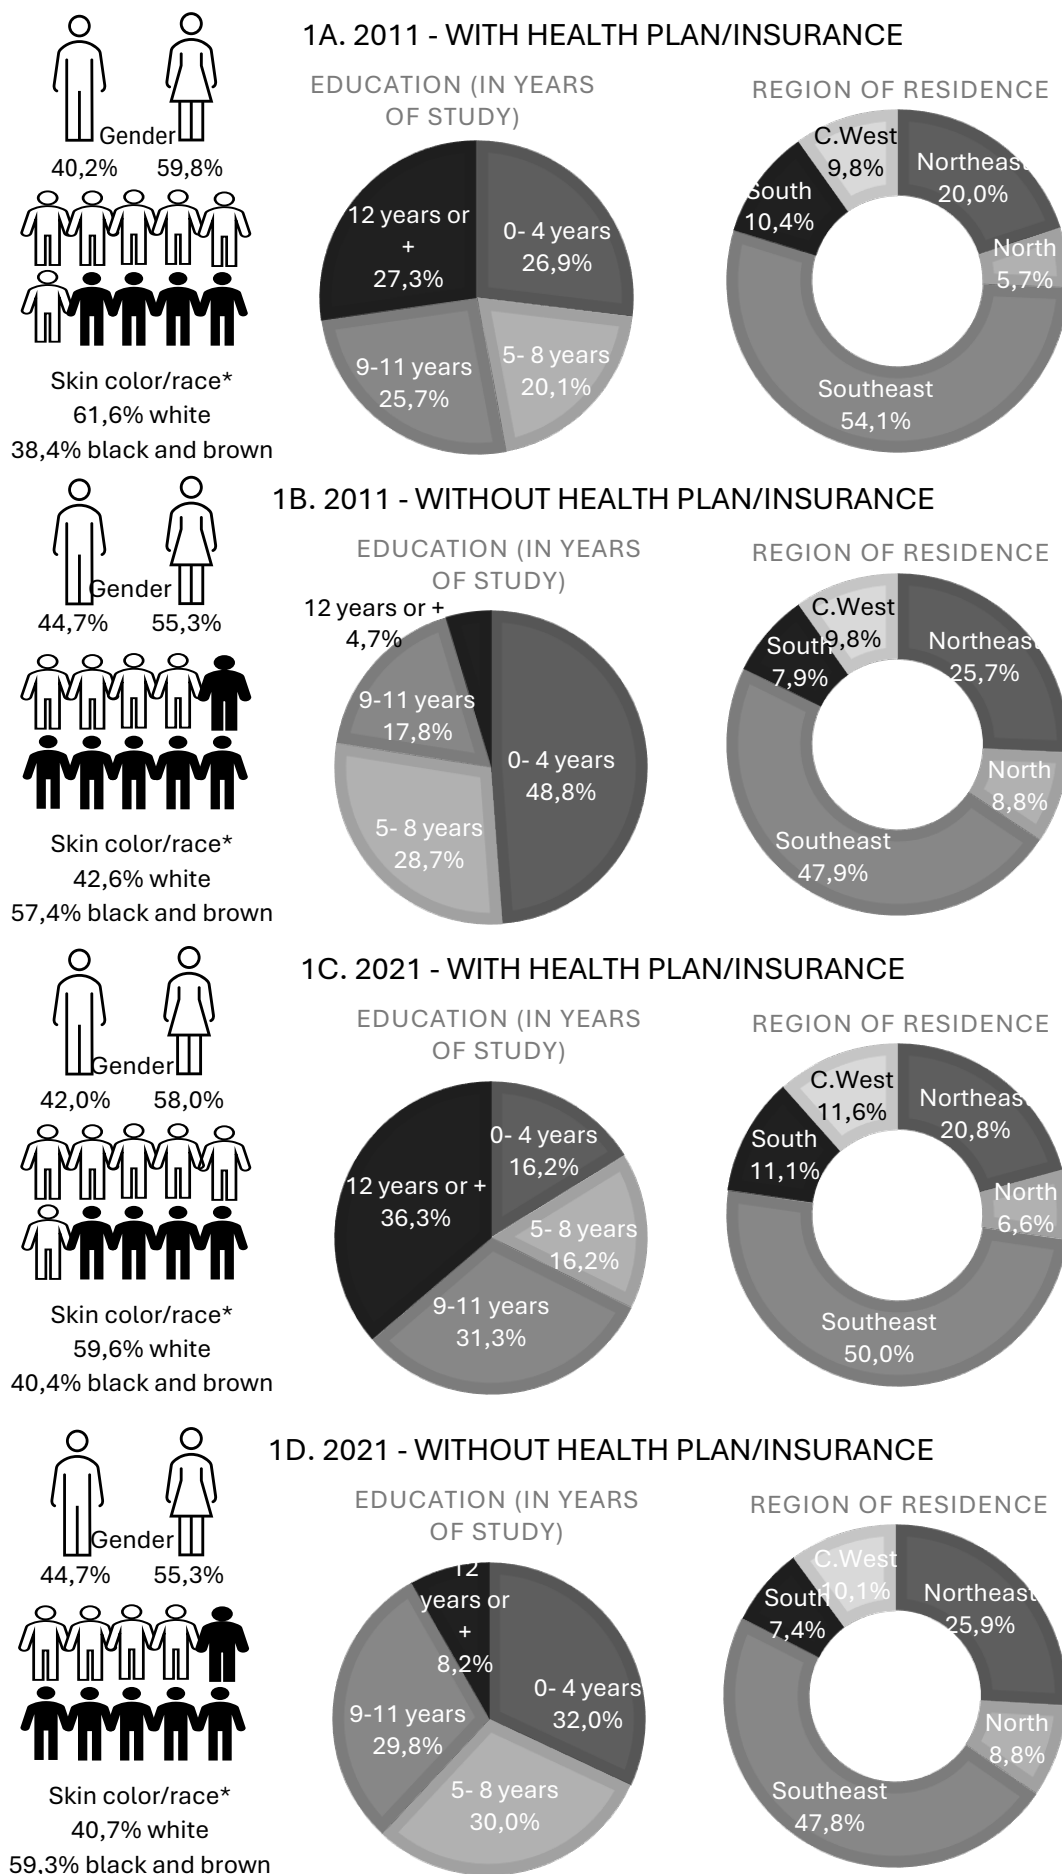 1A. 2011 - WITH HEALTH PLAN/INSURANCE
Gender
40,2% 59,8%
Skin color/race*
61,6% white
38,4% black and brown
EDUCATION (IN YEARS
OF STUDY)
12 years or
+
27,3%
0- 4 years
26,9%
9-11 years
25,7%
5- 8 years
20,1%
REGION OF RESIDENCE
C.West
9,8%
Northeast
20,0%
South
10,4%
North
5,7%
Southeast
54,1%
1B. 2011 - WITHOUT HEALTH PLAN/INSURANCE
Gender
44,7% 55,3%
Skin color/race*
42,6% white
57,4% black and brown
EDUCATION (IN YEARS
OF STUDY)
12 years or +
4,7%
9-11 years
17,8%
0- 4 years
48,8%
5- 8 years
28,7%
REGION OF RESIDENCE
C.West
9,8%
Northeast
25,7%
South
7,9%
North
8,8%
Southeast
47,9%
1C. 2021 - WITH HEALTH PLAN/INSURANCE
Gender
42,0% 58,0%
Skin color/race*
59,6% white
40,4% black and brown
EDUCATION (IN YEARS
OF STUDY)
0- 4 years
16,2%
12 years or +
36,3%
5- 8 years
16,2%
9-11 years
31,3%
REGION OF RESIDENCE
C.West
11,6%
Northeast
20,8%
South
11,1%
North
6,6%
Southeast
50,0%
1D. 2021 - WITHOUT HEALTH PLAN/INSURANCE
Gender
44,7% 55,3%
Skin color/race*
40,7% white
59,3% black and brown
EDUCATION (IN YEARS
OF STUDY)
12
years or
+
8,2%
0- 4 years
32,0%
9-11 years
29,8%
5- 8 years
30,0%
REGION OF RESIDENCE
C.West
10,1%
Northeast
25,9%
South
7,4%
North
8,8%
Southeast
47,8%